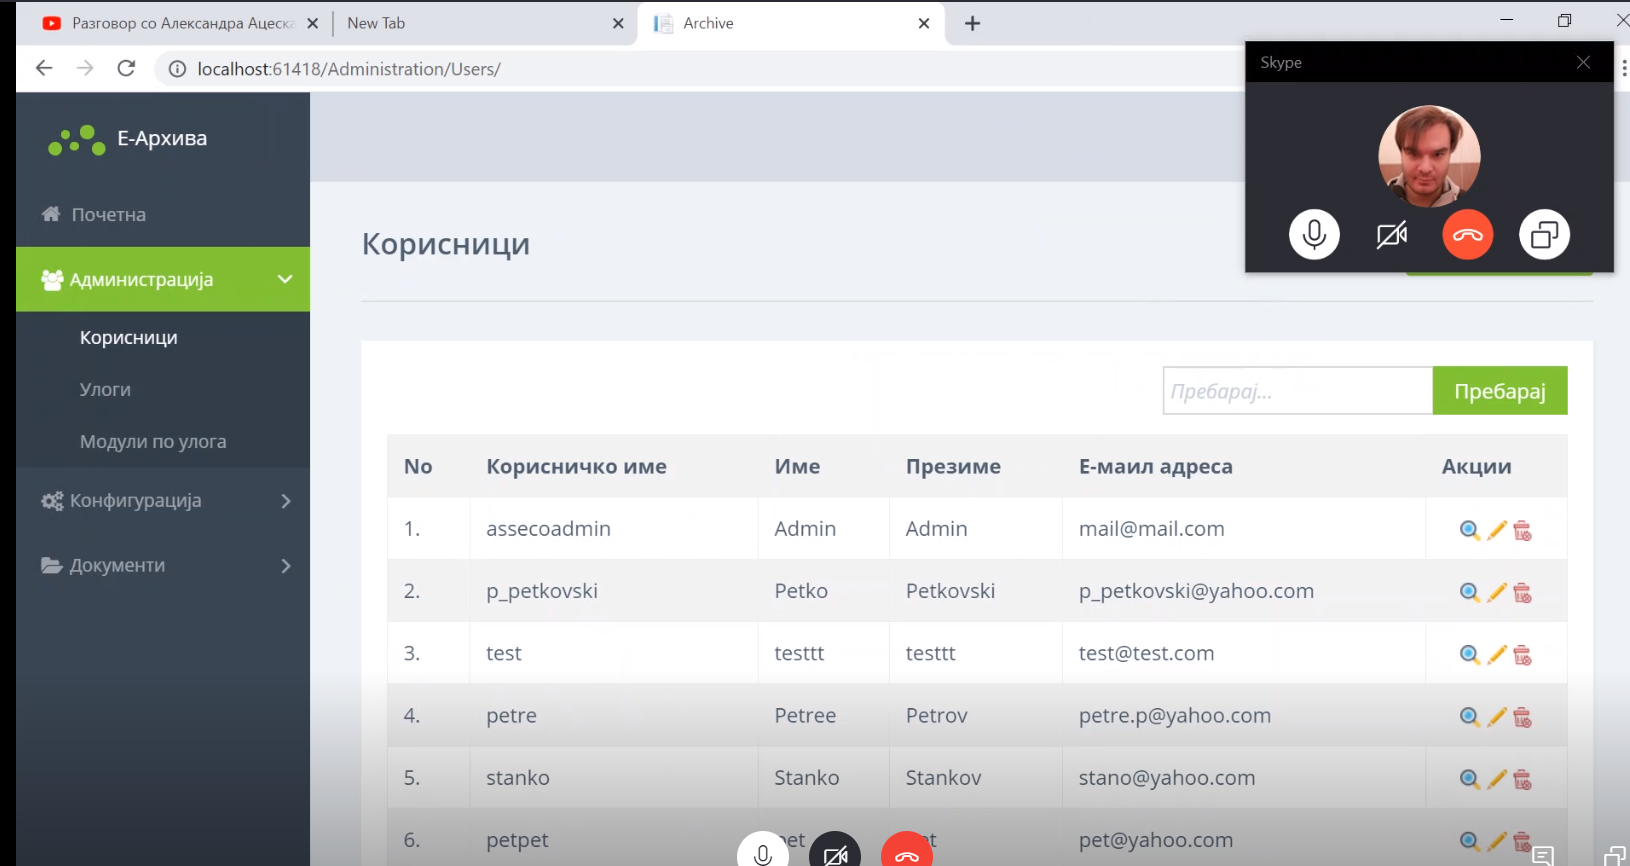 Разговор со Александра Ацеска
New Tab
Archive
localhost:61418/Administration/Users/
Skype
Е-Архива
Почетна
Администрација
Корисници
Улоги
Модули по улога
Конфигурација
Документи
Корисници
Пребарај...
Пребарај
No Корисничко име Име Презиме Е-маил адреса Акции
1. assecoadmin Admin Admin mail@mail.com
2. p_petkovski Petko Petkovski p_petkovski@yahoo.com
3. test testtt testtt test@test.com
4. petre Petree Petrov petre.p@yahoo.com
5. stanko Stanko Stankov stano@yahoo.com
6. petpet pet@yahoo.com